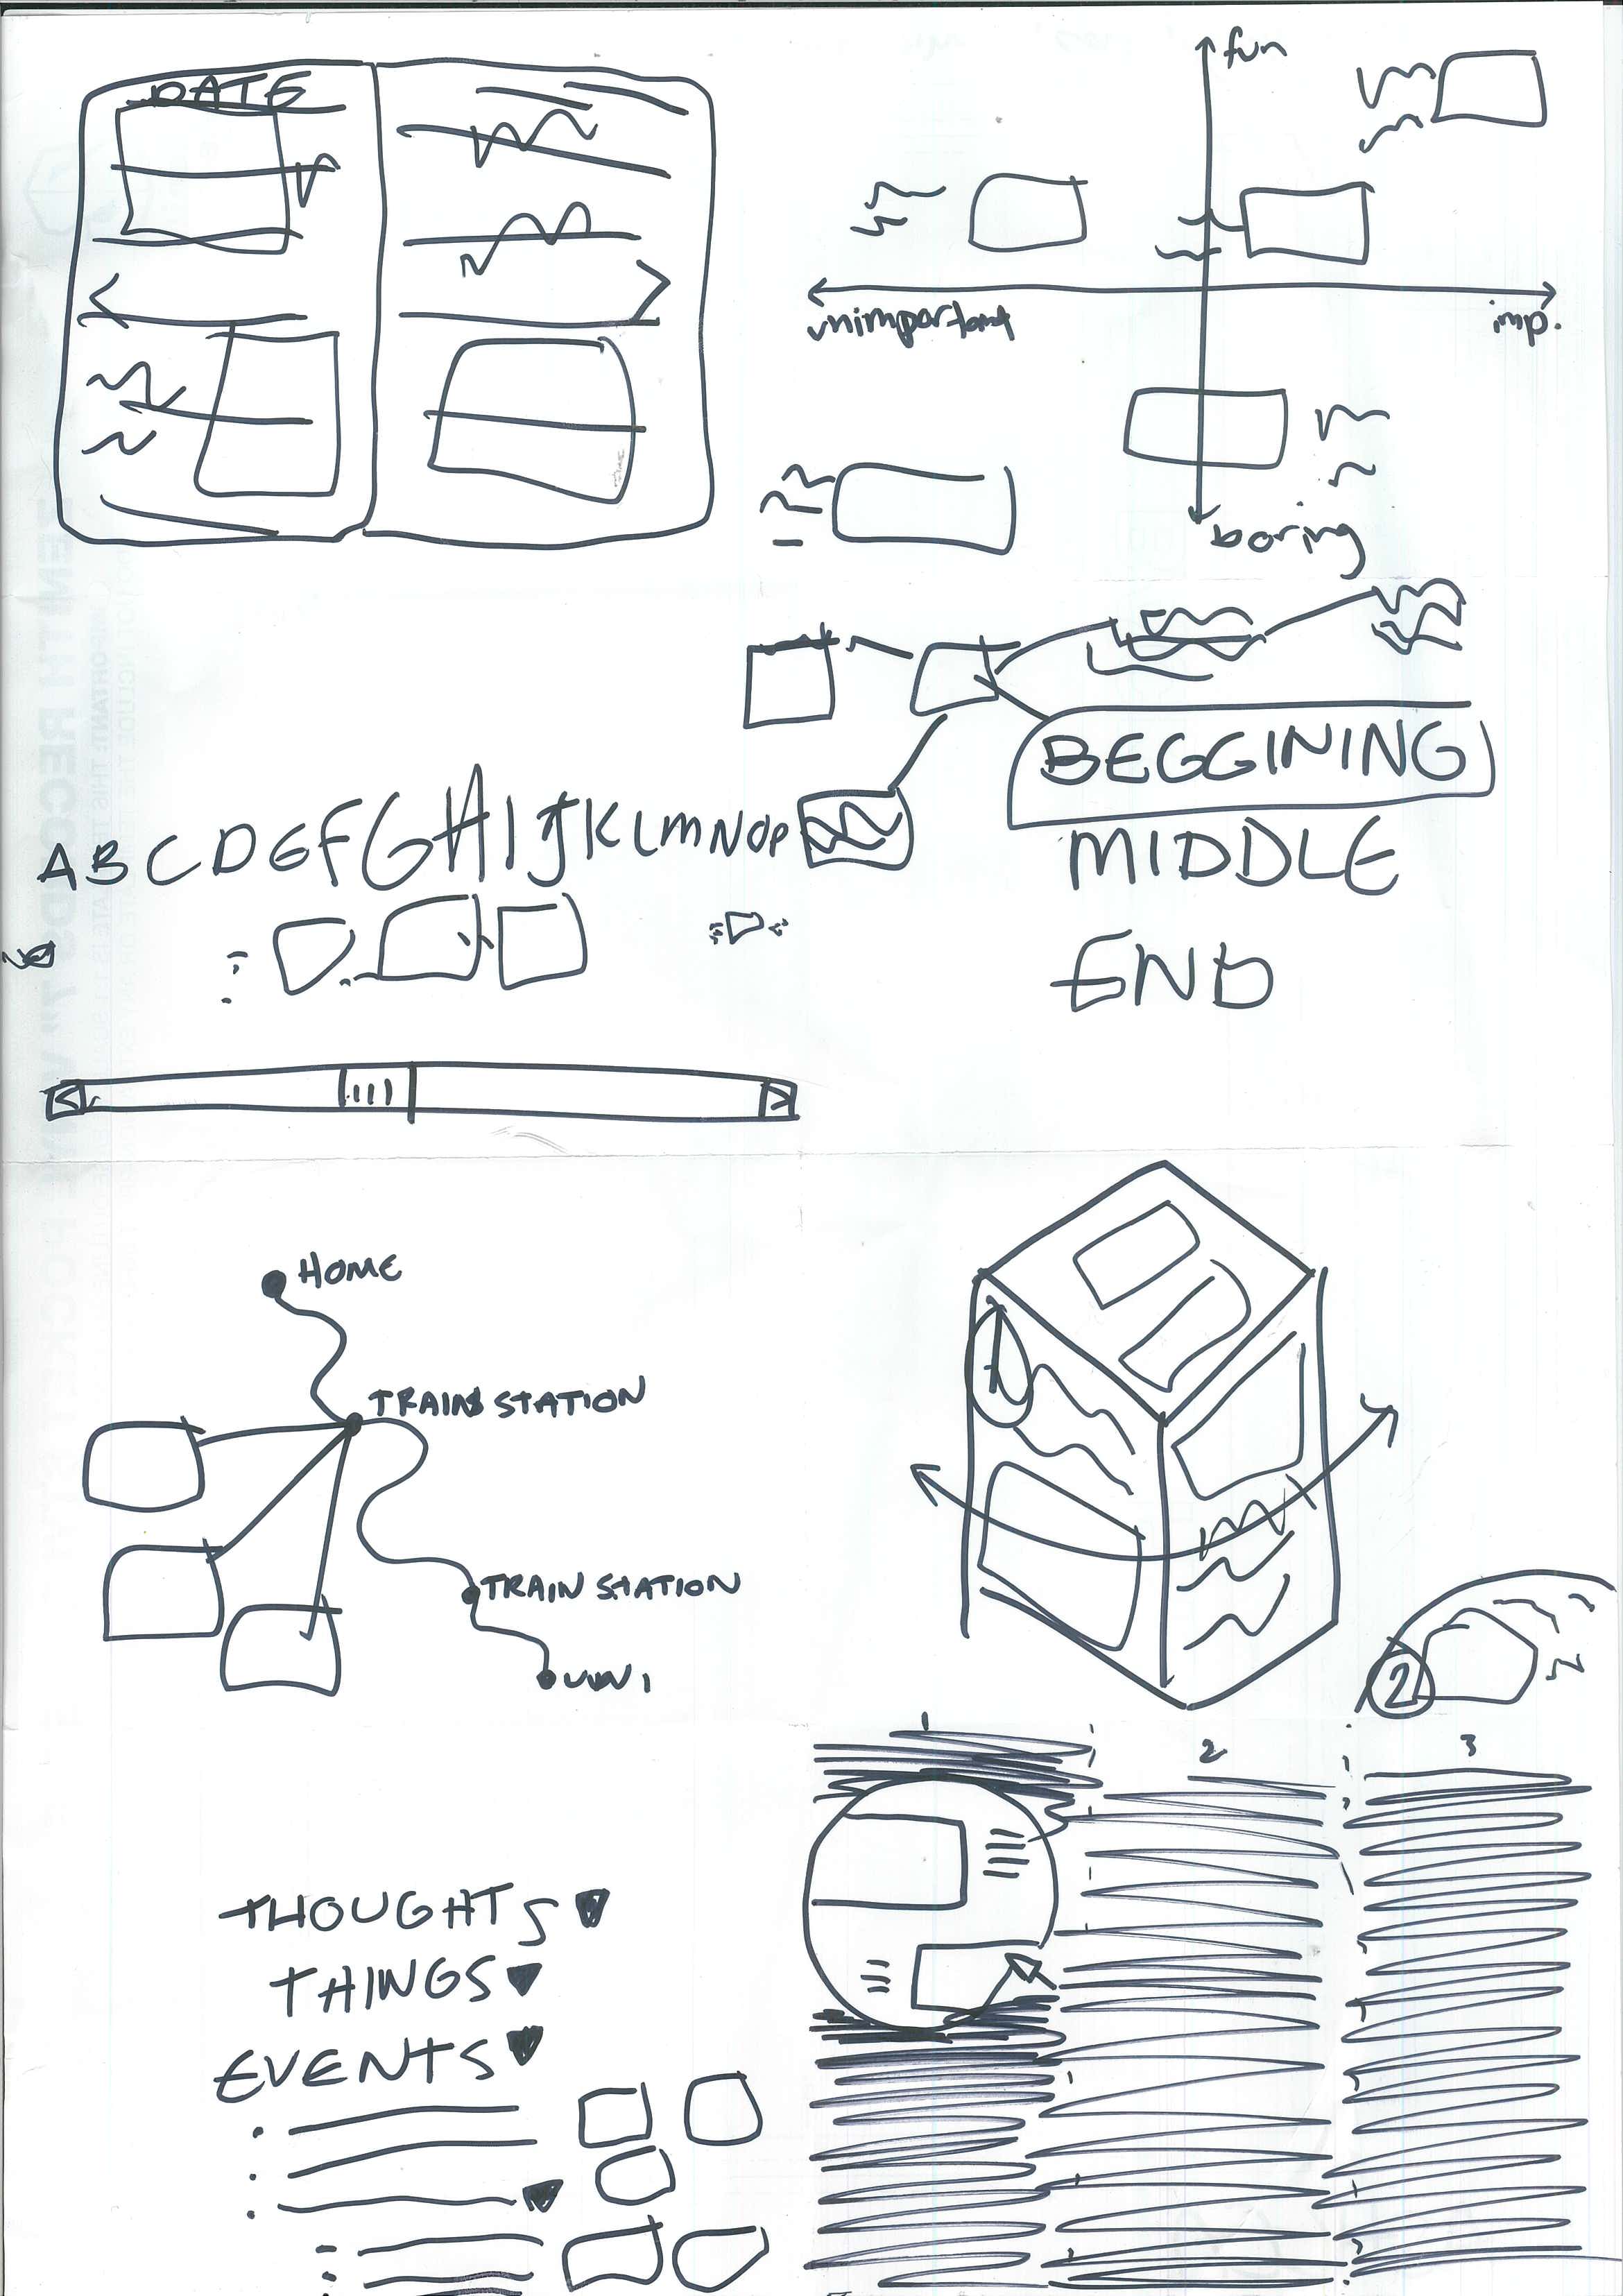 DATE
fun
unimportant
imp.
boring
BEGGINING
MIDDLE
END
A B C D E F G H I J K L M N O P
HOME
TRAIN STATION
TRAIN STATION
UNI
1
2
THOUGHTS
THINGS
EVENTS
1
2
3